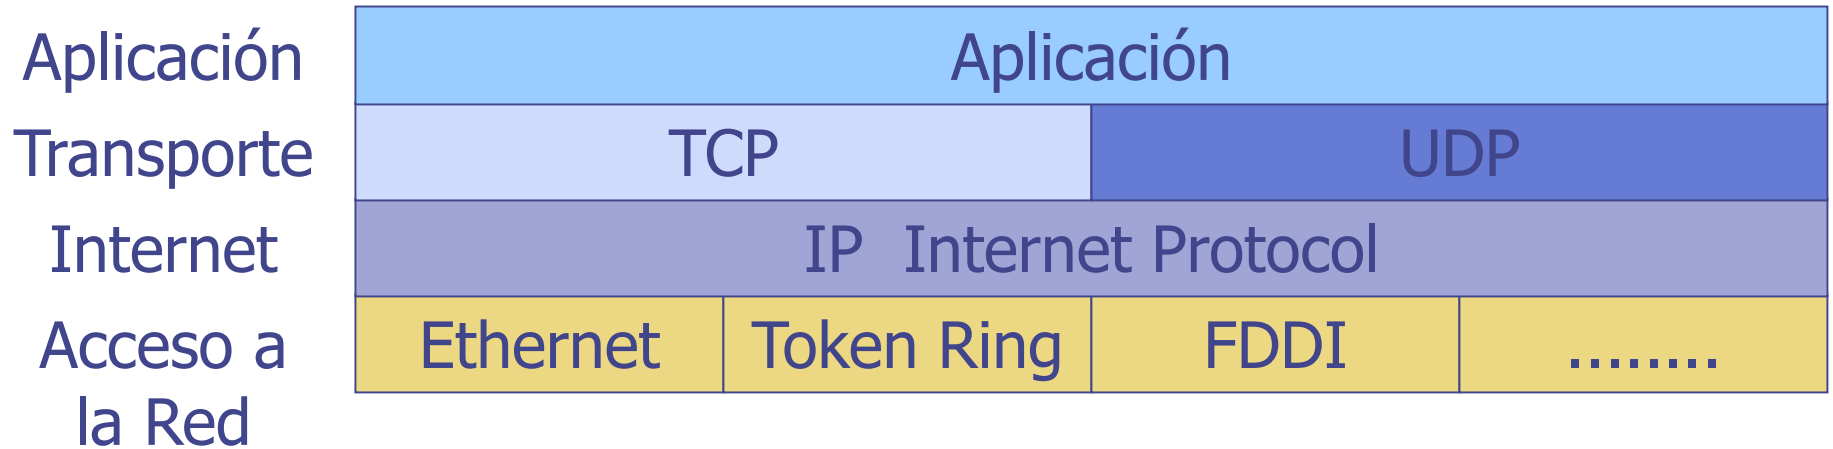 Aplicación
Aplicación
Transporte
TCP
UDP
Internet
IP Internet Protocol
Acceso a
la Red
Ethernet
Token Ring
FDDI
........